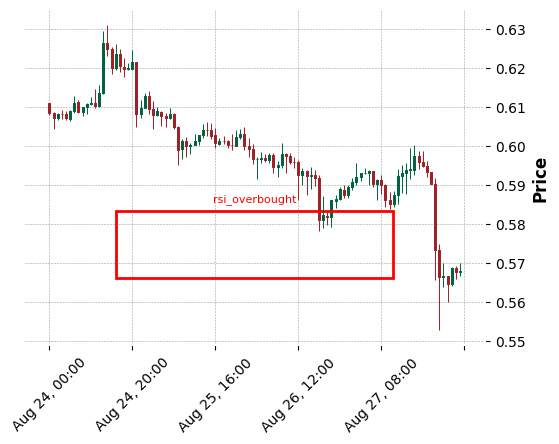 0.63
0.62
0.61
0.60
0.59
0.58
0.57
0.56
0.55
Price
rsi_overbought
Aug 24, 00:00
Aug 24, 20:00
Aug 25, 16:00
Aug 26, 12:00
Aug 27, 08:00